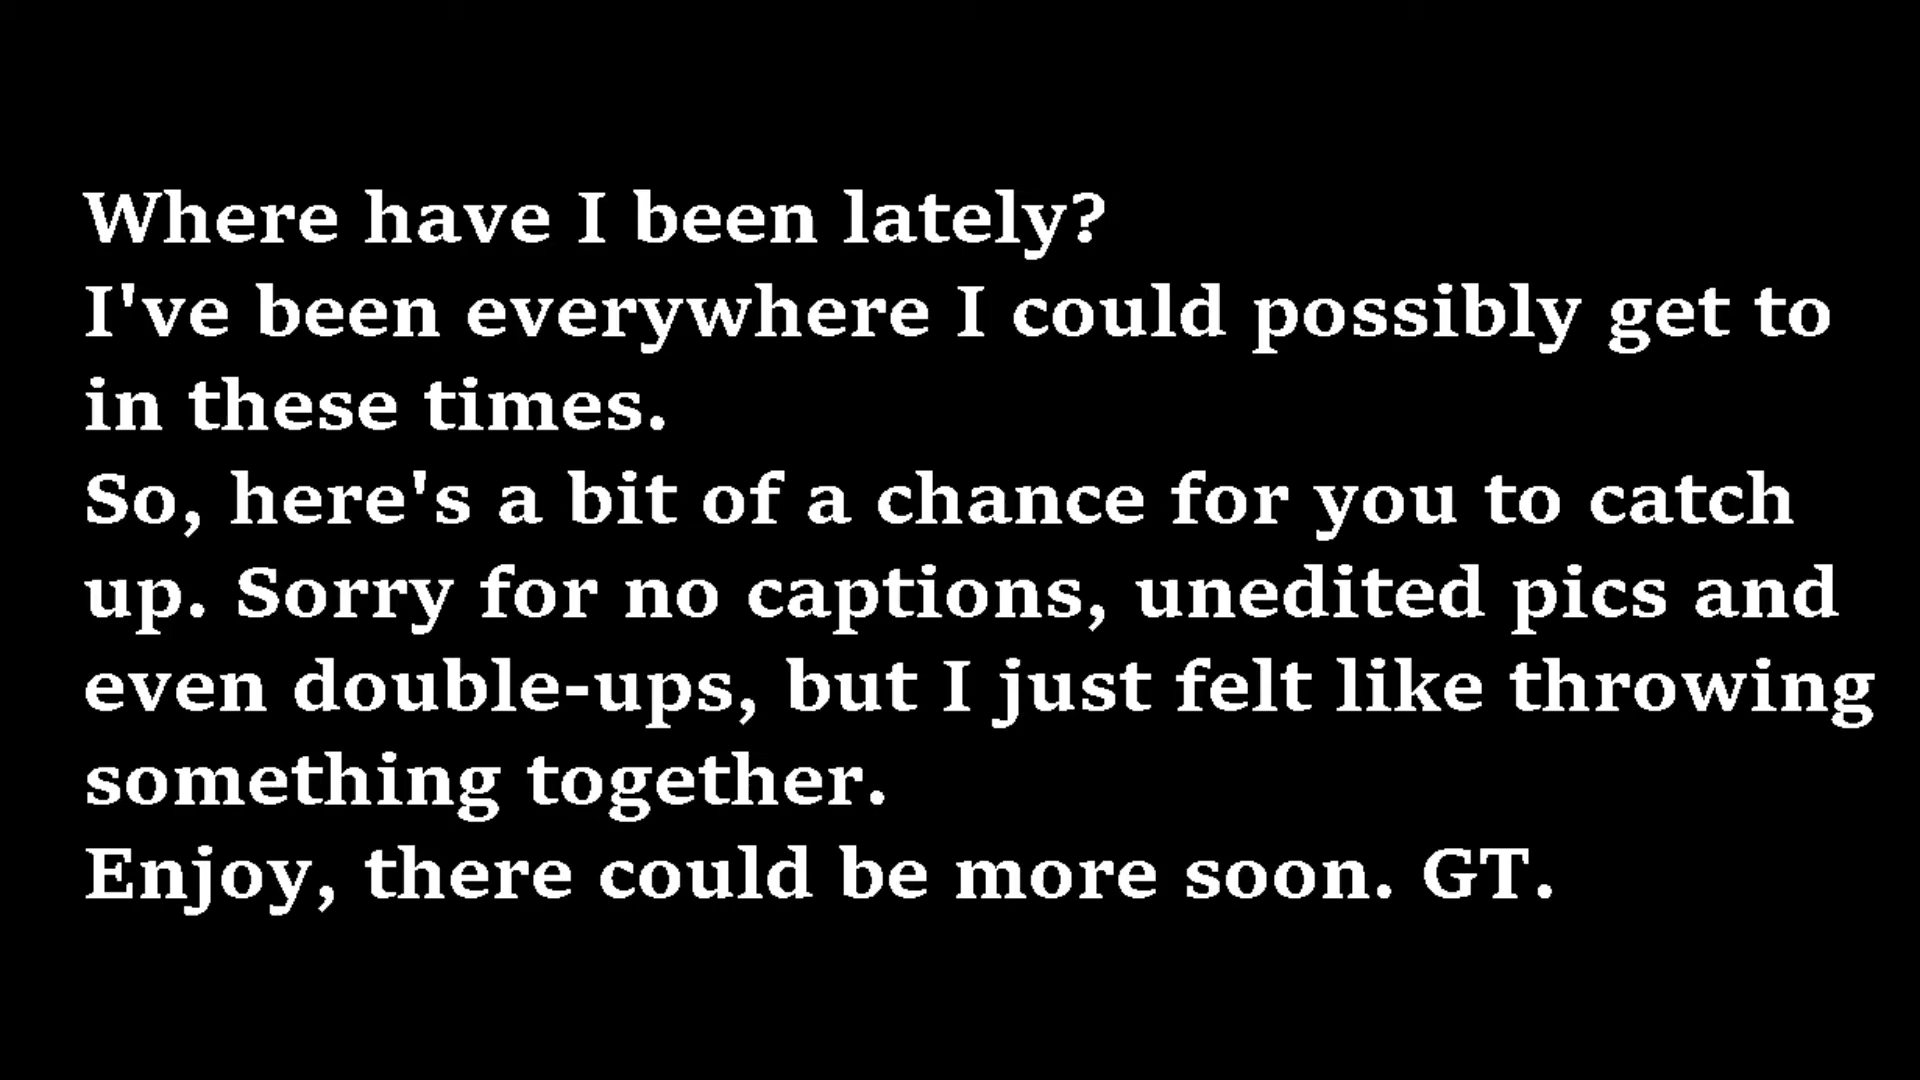 Where have I been lately?
I've been everywhere I could possibly get to
in these times.
So, here's a bit of a chance for you to catch
up. Sorry for no captions, unedited pics and
even double-ups, but I just felt like throwing
something together.
Enjoy, there could be more soon. GT.